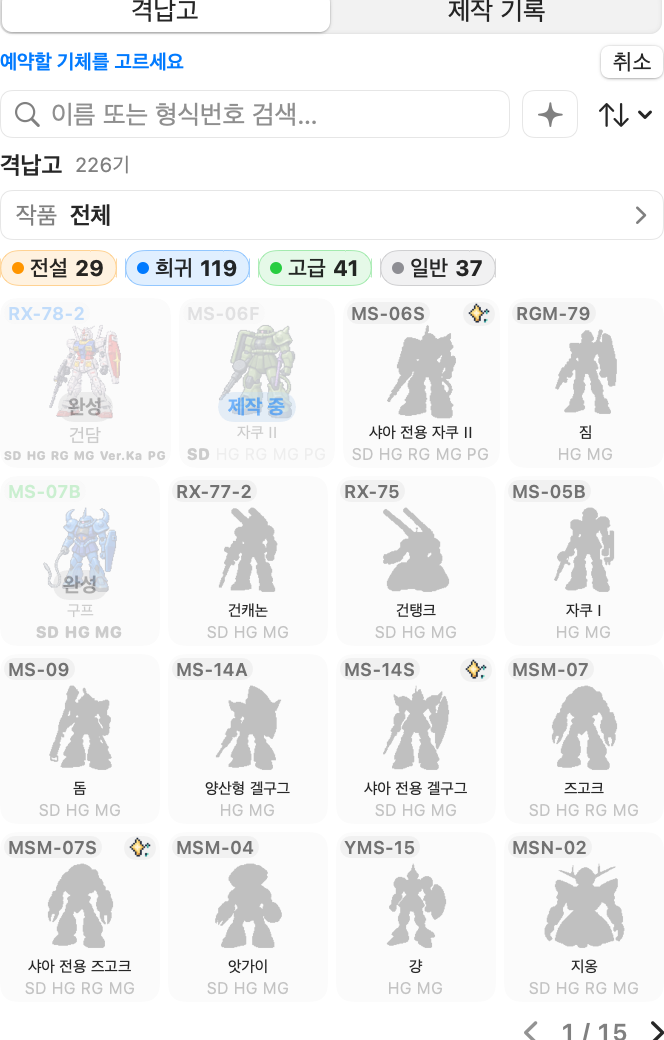 격납고 제작 기록
예약할 기체를 고르세요 취소
이름 또는 형식번호 검색...
격납고 226기
작품 전체
전설 29 희귀 119 고급 41 일반 37
RX-78-2 MS-06F MS-06S RGM-79
완성 제작 중
건담 자쿠 II 샤아 전용 자쿠 II 짐
SD HG RG MG Ver.Ka PG SD HG RG MG PG SD HG RG MG PG HG MG
MS-07B RX-77-2 RX-75 MS-05B
완성
구프 건캐논 건탱크 자쿠 I
SD HG MG SD HG MG SD HG MG HG MG
MS-09 MS-14A MS-14S MSM-07
돔 양산형 겔구그 샤아 전용 겔구그 즈고크
SD HG MG HG MG SD HG MG SD HG RG MG
MSM-07S MSM-04 YMS-15 MSN-02
샤아 전용 즈고크 앗가이 걍 지옹
SD HG RG MG SD HG MG HG MG SD HG RG MG
1 / 15